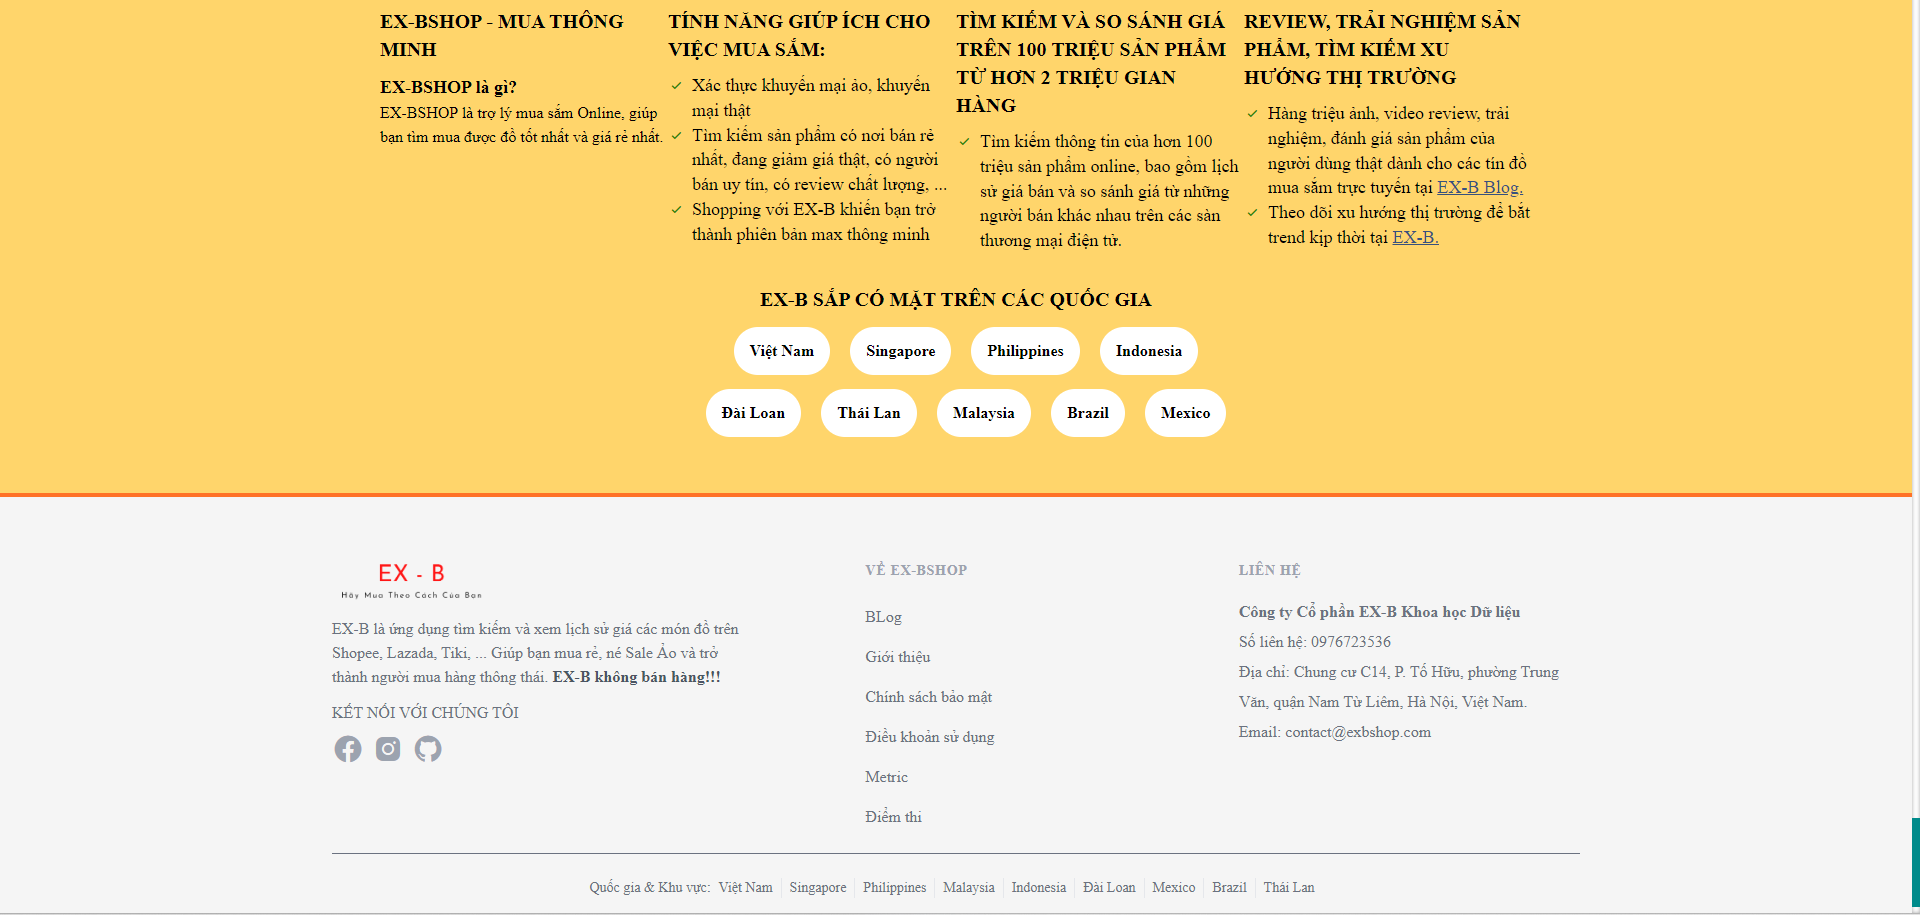 EX-BSHOP - MUA THÔNG
MINH
EX-BSHOP là gì?
EX-BSHOP là trợ lý mua sắm Online, giúp
bạn tìm mua được đồ tốt nhất và giá rẻ nhất.
TÍNH NĂNG GIÚP ÍCH CHO
VIỆC MUA SẮM:
Xác thực khuyến mại ảo, khuyến
mại thật
Tìm kiếm sản phẩm có nơi bán rẻ
nhất, đang giảm giá thật, có người
bán uy tín, có review chất lượng, ...
Shopping với EX-B khiến bạn trở
thành phiên bản max thông minh
TÌM KIẾM VÀ SO SÁNH GIÁ
TRÊN 100 TRIỆU SẢN PHẨM
TỪ HƠN 2 TRIỆU GIAN
HÀNG
Tìm kiếm thông tin của hơn 100
triệu sản phẩm online, bao gồm lịch
sử giá bán và so sánh giá từ những
người bán khác nhau trên các sàn
thương mại điện tử.
REVIEW, TRẢI NGHIỆM SẢN
PHẨM, TÌM KIẾM XU
HƯỚNG THỊ TRƯỜNG
Hàng triệu ảnh, video review, trải
nghiệm, đánh giá sản phẩm của
người dùng thật dành cho các tín đồ
mua sắm trực tuyến tại EX-B Blog.
Theo dõi xu hướng thị trường để bắt
trend kịp thời tại EX-B.
EX-B SẮP CÓ MẶT TRÊN CÁC QUỐC GIA
Việt Nam Singapore Philippines Indonesia
Đài Loan Thái Lan Malaysia Brazil Mexico
EX - B
Hãy Mua Theo Cách Của Bạn
EX-B là ứng dụng tìm kiếm và xem lịch sử giá các món đồ trên
Shopee, Lazada, Tiki, ... Giúp bạn mua rẻ, né Sale Ảo và trở
thành người mua hàng thông thái. EX-B không bán hàng!!!
KẾT NỐI VỚI CHÚNG TÔI
VỀ EX-BSHOP
BLog
Giới thiệu
Chính sách bảo mật
Điều khoản sử dụng
Metric
Điểm thi
LIÊN HỆ
Công ty Cổ phần EX-B Khoa học Dữ liệu
Số liên hệ: 0976723536
Địa chỉ: Chung cư C14, P. Tố Hữu, phường Trung
Văn, quận Nam Từ Liêm, Hà Nội, Việt Nam.
Email: contact@exbshop.com
Quốc gia & Khu vực: Việt Nam Singapore Philippines Malaysia Indonesia Đài Loan Mexico Brazil Thái Lan